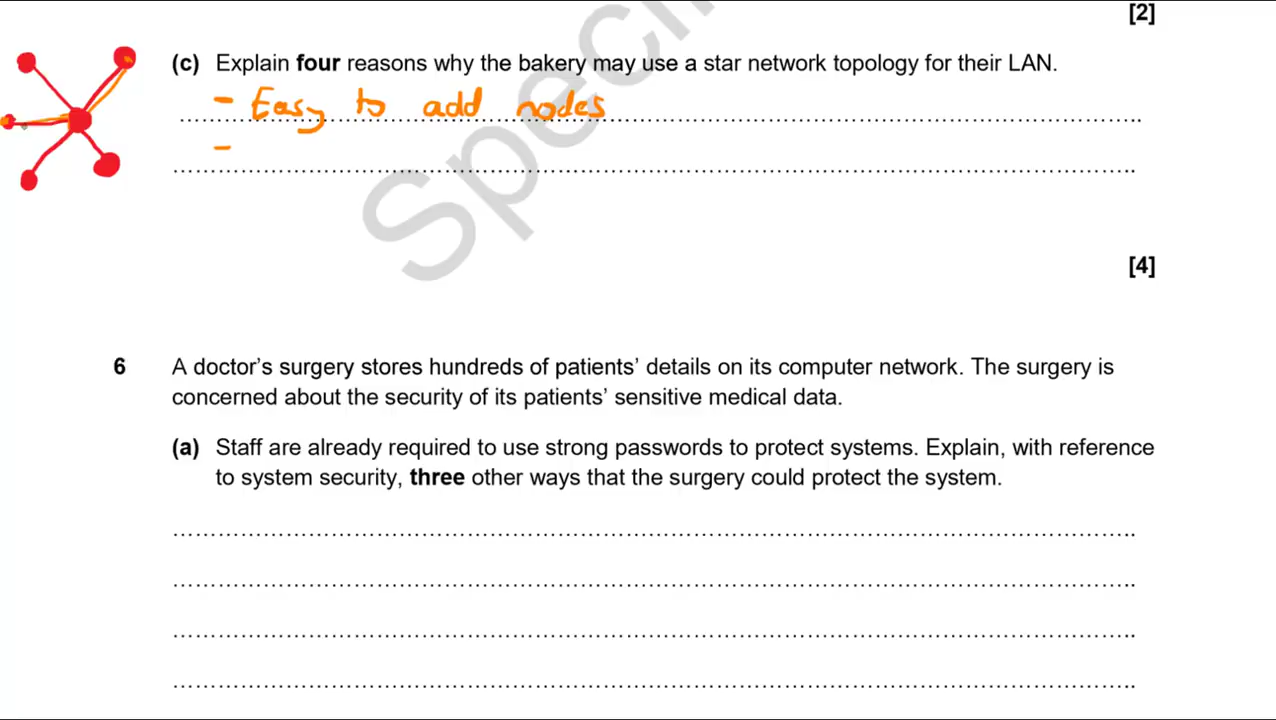 [2]
(c) Explain four reasons why the bakery may use a star network topology for their LAN.
- Easy to add nodes
-
[4]
6 A doctor's surgery stores hundreds of patients' details on its computer network. The surgery is
concerned about the security of its patients' sensitive medical data.
(a) Staff are already required to use strong passwords to protect systems. Explain, with reference
to system security, three other ways that the surgery could protect the system.
Specim